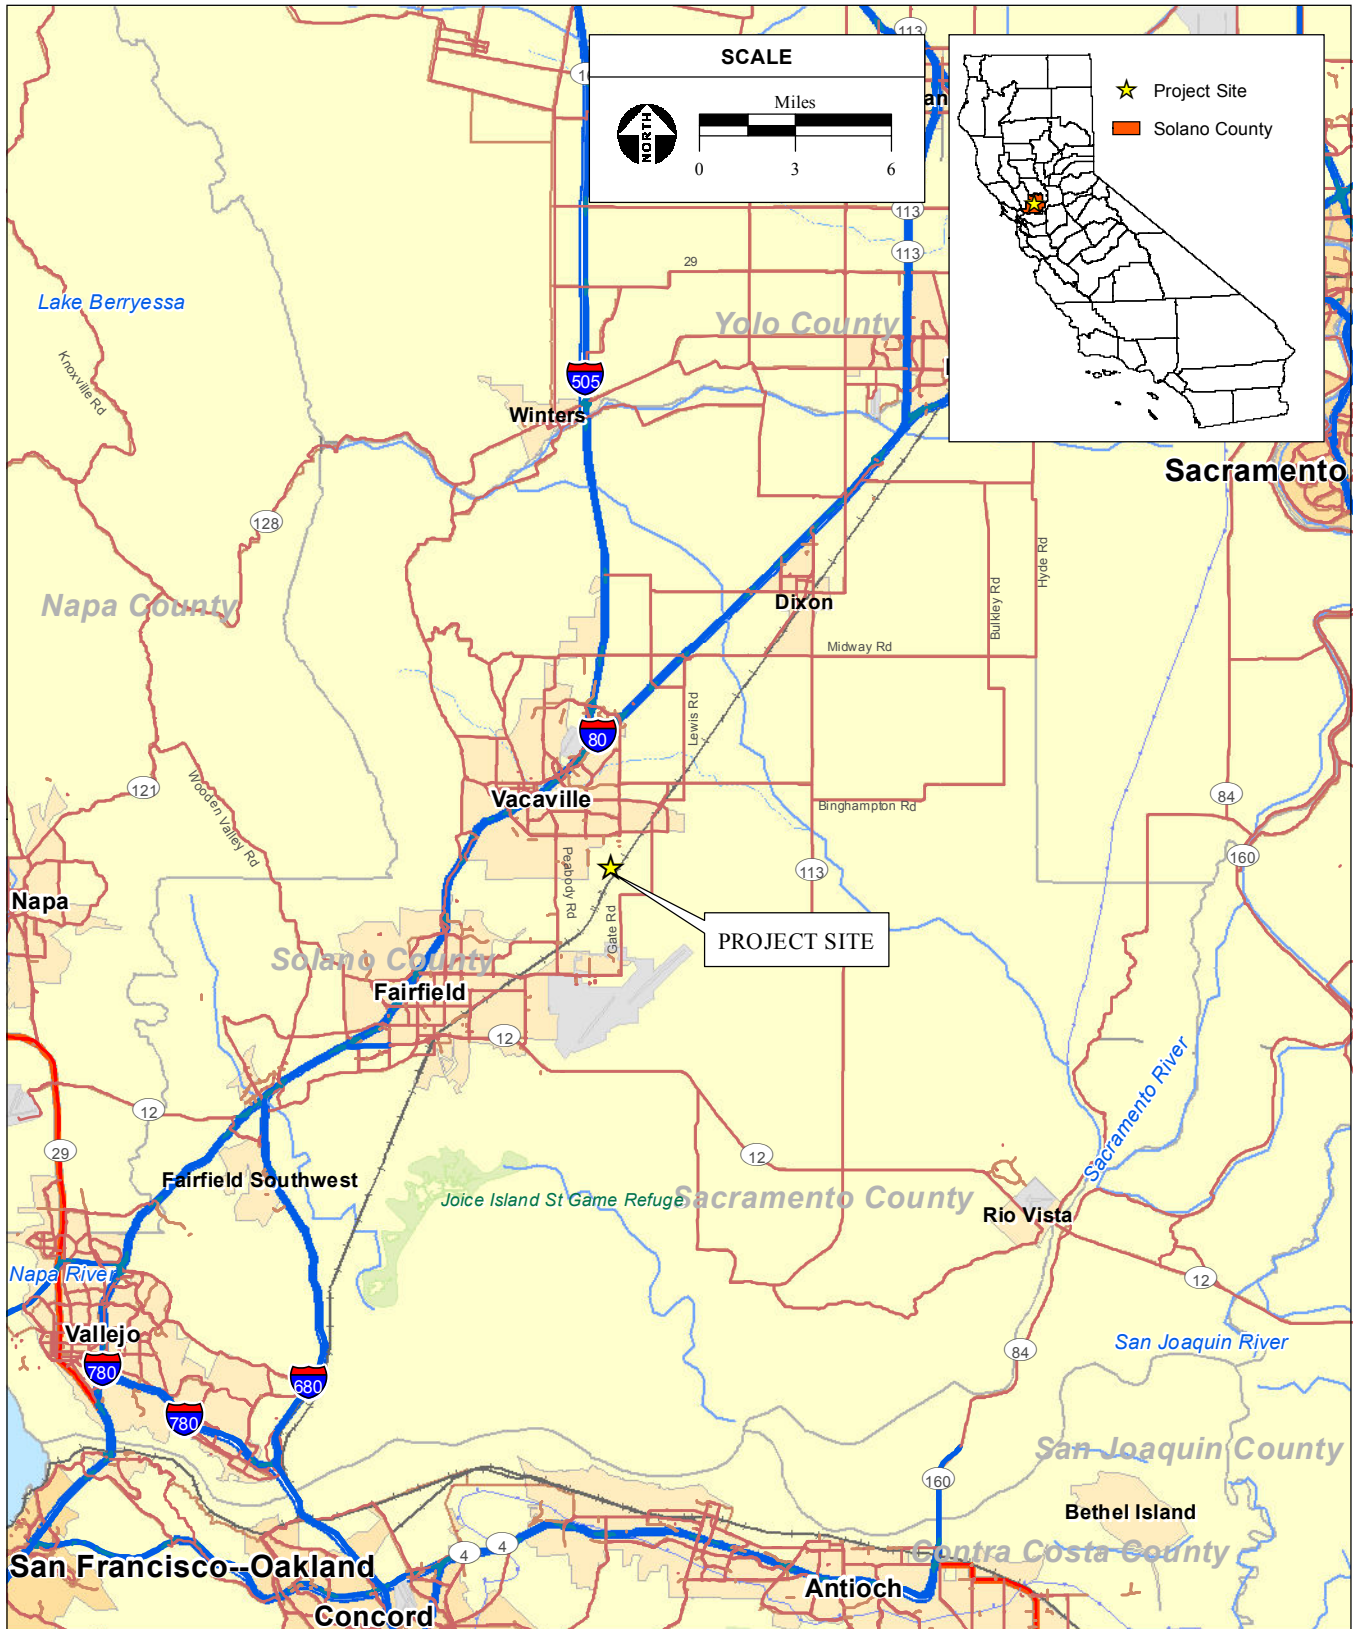 113
SCALE
Miles
NORTH
0
3
6
Project Site
Solano County
113
113
29
Lake Berryessa
Yolo County
Knoxville Rd
505
Winters
Sacramento
128
Hyde Rd
Napa County
Dixon
Bulkley Rd
Midway Rd
Lewis Rd
80
121
Wooden Valley Rd
Vacaville
84
Binghampton Rd
160
Peabody Rd
113
Napa
Gate Rd
PROJECT SITE
Solano County
Fairfield
12
12
29
Sacramento River
12
Fairfield Southwest
Joice Island St Game Refuge
Sacramento County
Rio Vista
Napa River
12
Vallejo
San Joaquin River
84
780
680
780
San Joaquin County
160
Bethel Island
4
4
Contra Costa County
San Francisco--Oakland
Antioch
Concord